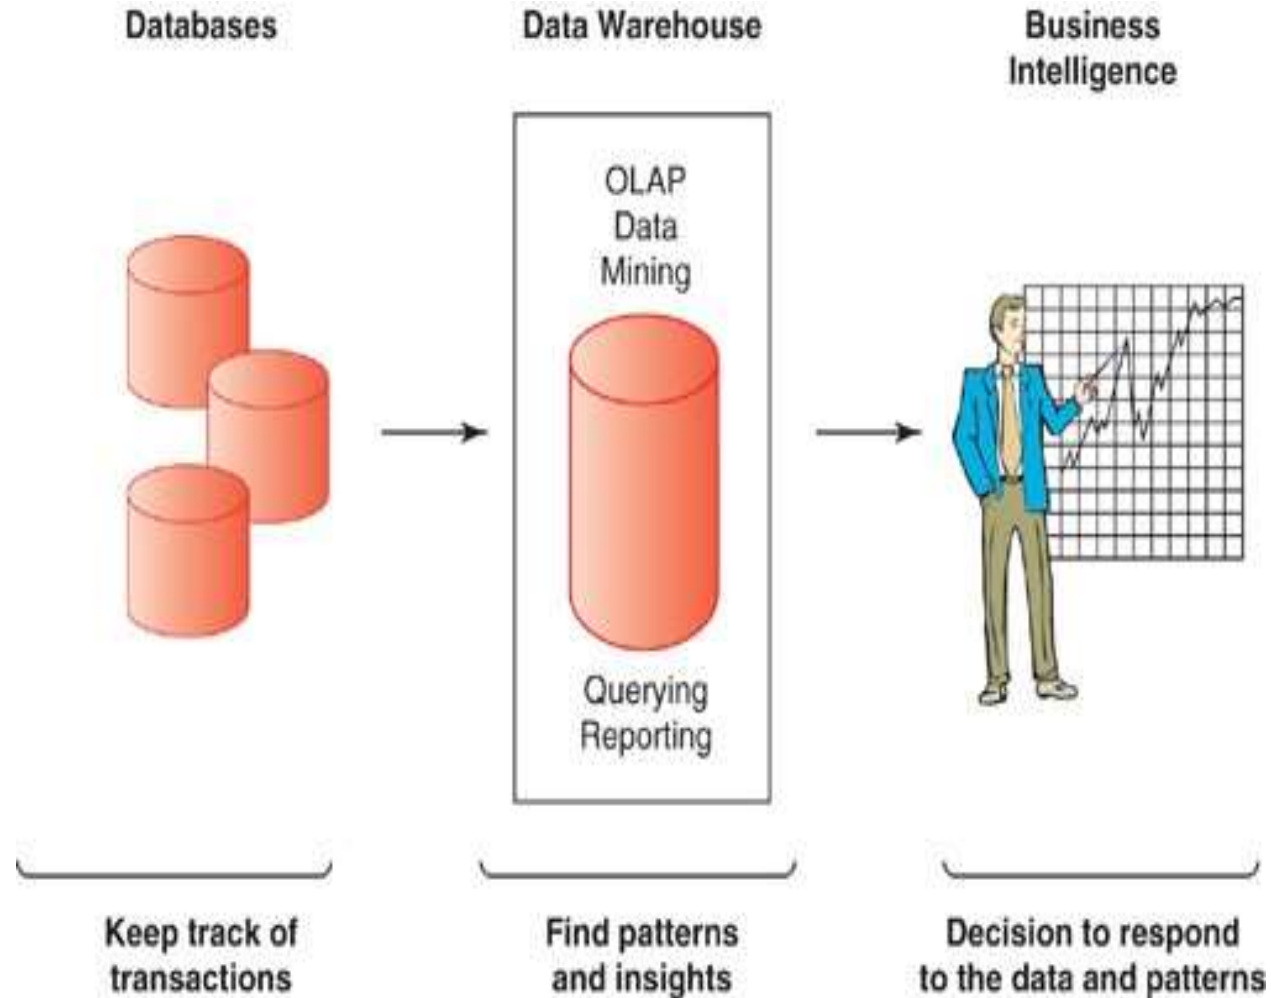 Databases
Data Warehouse
Business
Intelligence
OLAP
Data
Mining
Querying
Reporting
Keep track of
transactions
Find patterns
and insights
Decision to respond
to the data and patterns